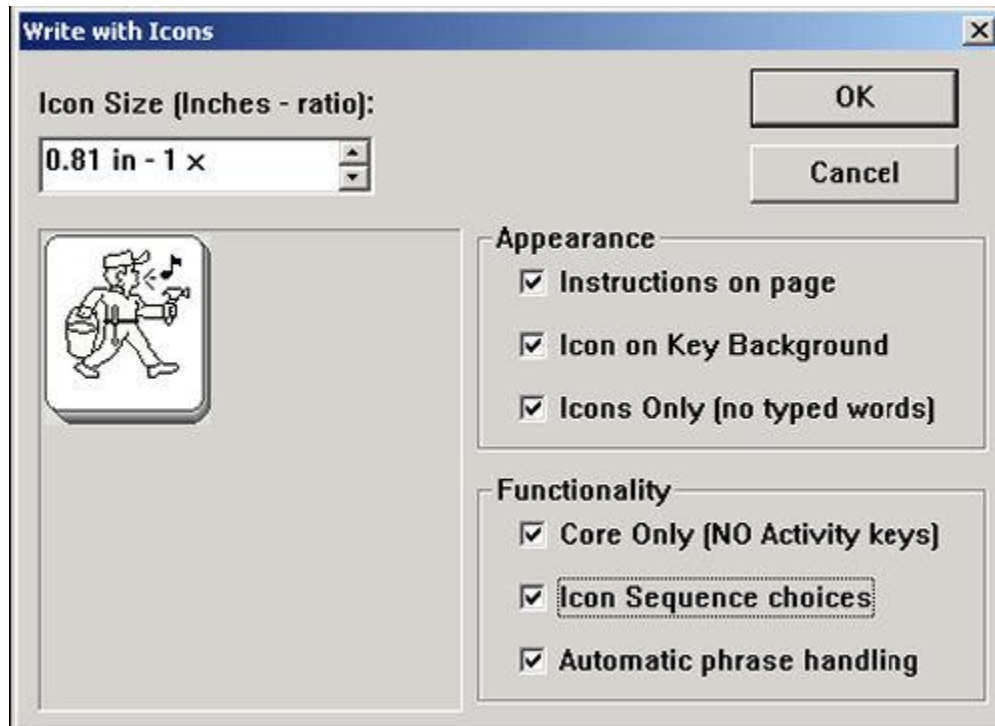 Write with Icons
Icon Size (Inches - ratio):
0.81 in - 1 x
OK
Cancel
Appearance
Instructions on page
Icon on Key Background
Icons Only (no typed words)
Functionality
Core Only (NO Activity keys)
Icon Sequence choices
Automatic phrase handling